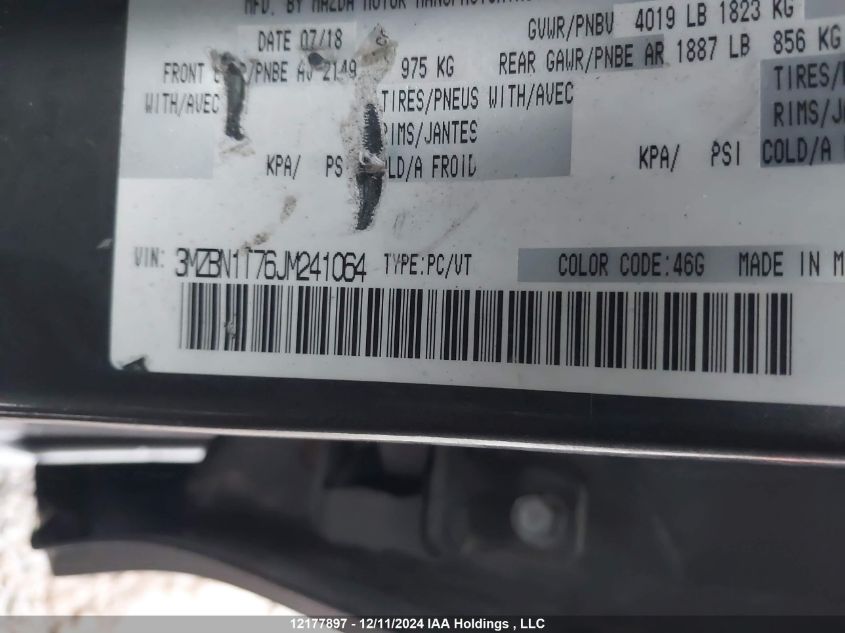 MFD. BY MAZDA MOTOR
GVWR/PNBV 4019 LB 1823 KG
DATE 07/18
FRONT /PNBE AV 2149 975 KG REAR GAWR/PNBE AR 1887 LB 856 KG
WITH/AVEC TIRES/PNEUS WITH/AVEC TIRES/
RIMS/JANTES RIMS/
KPA/ PS COLD/A FROID KPA/ PSI COLD/A
VIN: 3MZBN1T76JM241064 TYPE:PC/VT COLOR CODE:46G MADE IN
12177897 - 12/11/2024 IAA Holdings , LLC